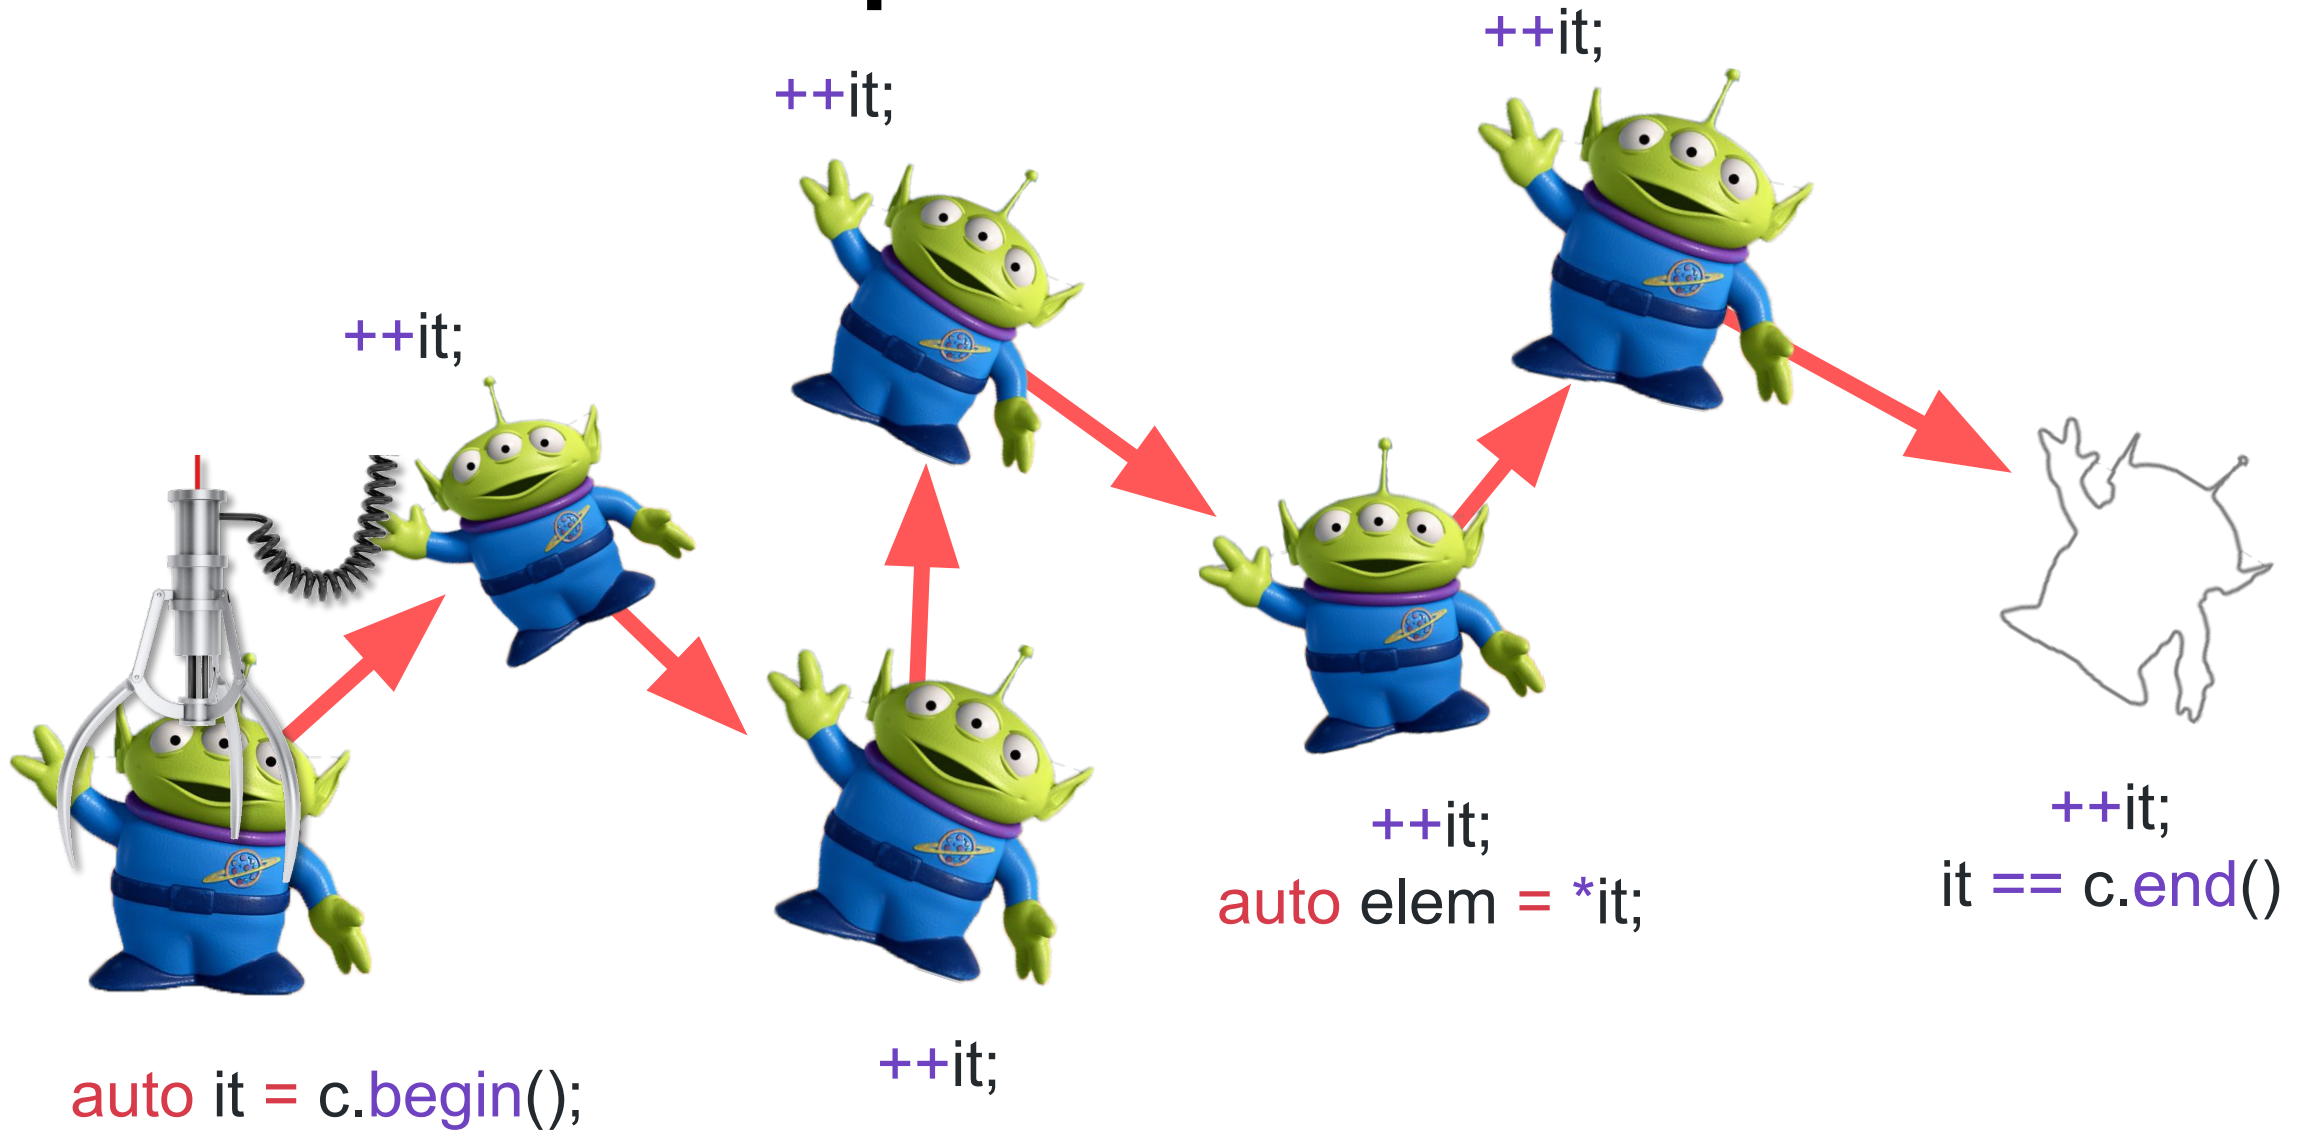 auto it = c.begin();
++it;
++it;
++it;
++it;
auto elem = *it;
++it;
++it;
it == c.end()